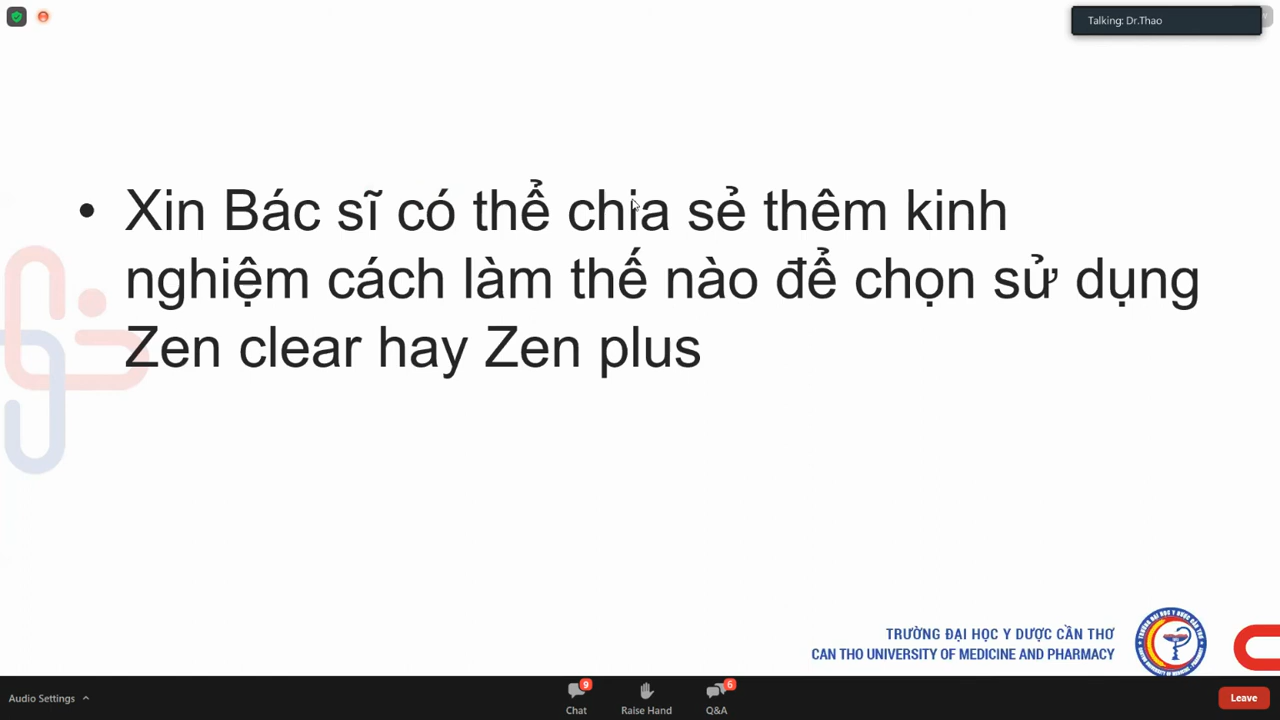 Talking: Dr.Thao
• Xin Bác sĩ có thể chia sẻ thêm kinh
nghiệm cách làm thế nào để chọn sử dụng
Zen clear hay Zen plus
TRƯỜNG ĐẠI HỌC Y DƯỢC CẦN THƠ
CAN THO UNIVERSITY OF MEDICINE AND PHARMACY
Audio Settings
9
Chat
Raise Hand
6
Q&A
Leave